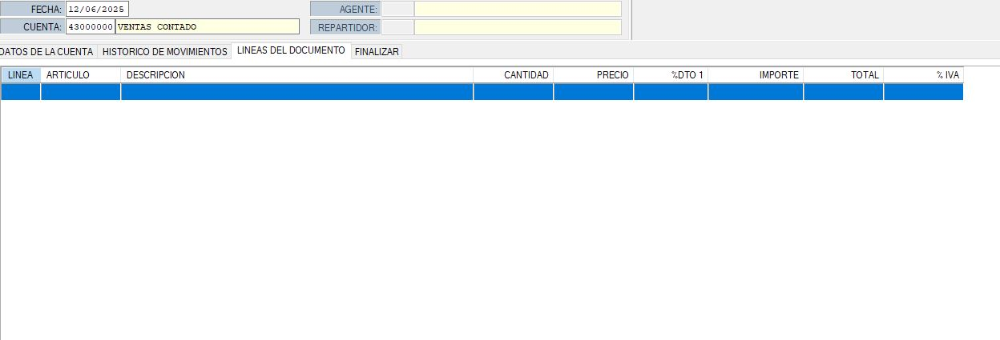 FECHA: 12/06/2025 AGENTE:
CUENTA: 43000000 VENTAS CONTADO REPARTIDOR:
DATOS DE LA CUENTA HISTORICO DE MOVIMIENTOS LINEAS DEL DOCUMENTO FINALIZAR
LINEA ARTICULO DESCRIPCION CANTIDAD PRECIO %DTO 1 IMPORTE TOTAL % IVA